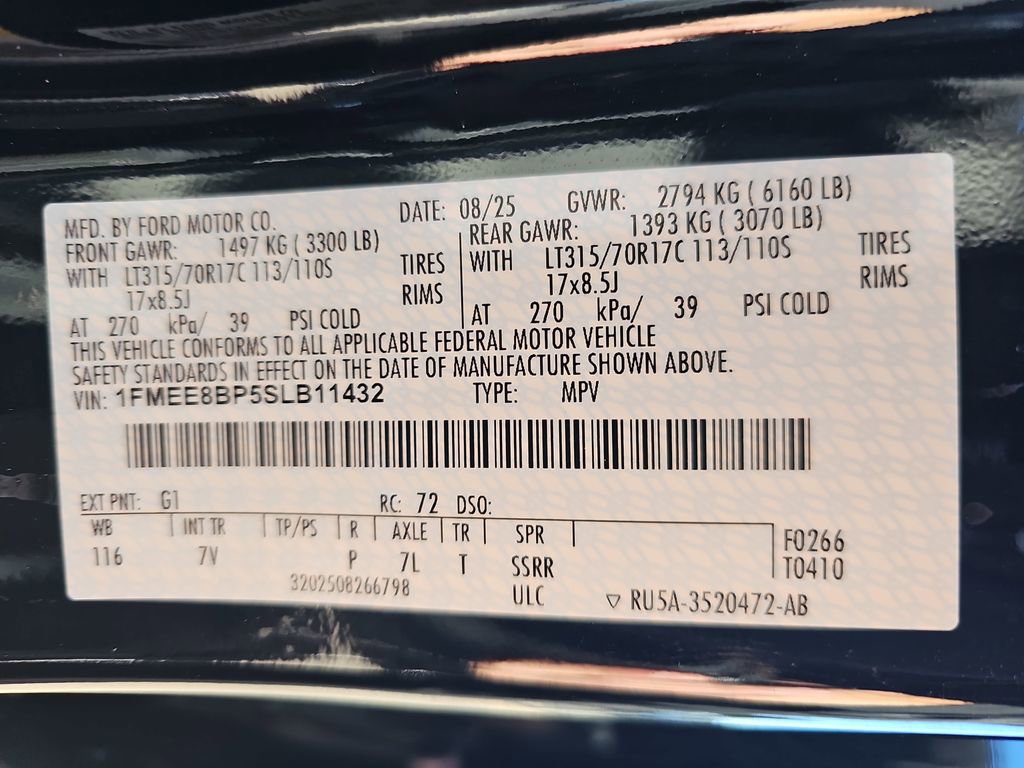 MFD. BY FORD MOTOR CO. DATE: 08/25 GVWR: 2794 KG ( 6160 LB)
FRONT GAWR: 1497 KG ( 3300 LB) REAR GAWR: 1393 KG ( 3070 LB)
WITH LT315/70R17C 113/110S TIRES WITH LT315/70R17C 113/110S TIRES
17x8.5J RIMS 17x8.5J RIMS
AT 270 kPa/ 39 PSI COLD AT 270 kPa/ 39 PSI COLD
THIS VEHICLE CONFORMS TO ALL APPLICABLE FEDERAL MOTOR VEHICLE
SAFETY STANDARDS IN EFFECT ON THE DATE OF MANUFACTURE SHOWN ABOVE.
VIN: 1FMEE8BP5SLB11432 TYPE: MPV
EXT PNT: G1 RC: 72 DSO:
WB INT TR TP/PS R AXLE TR SPR F0266
116 7V P 7L T SSRR T0410
3202508266798 ULC ▽ RU5A-3520472-AB